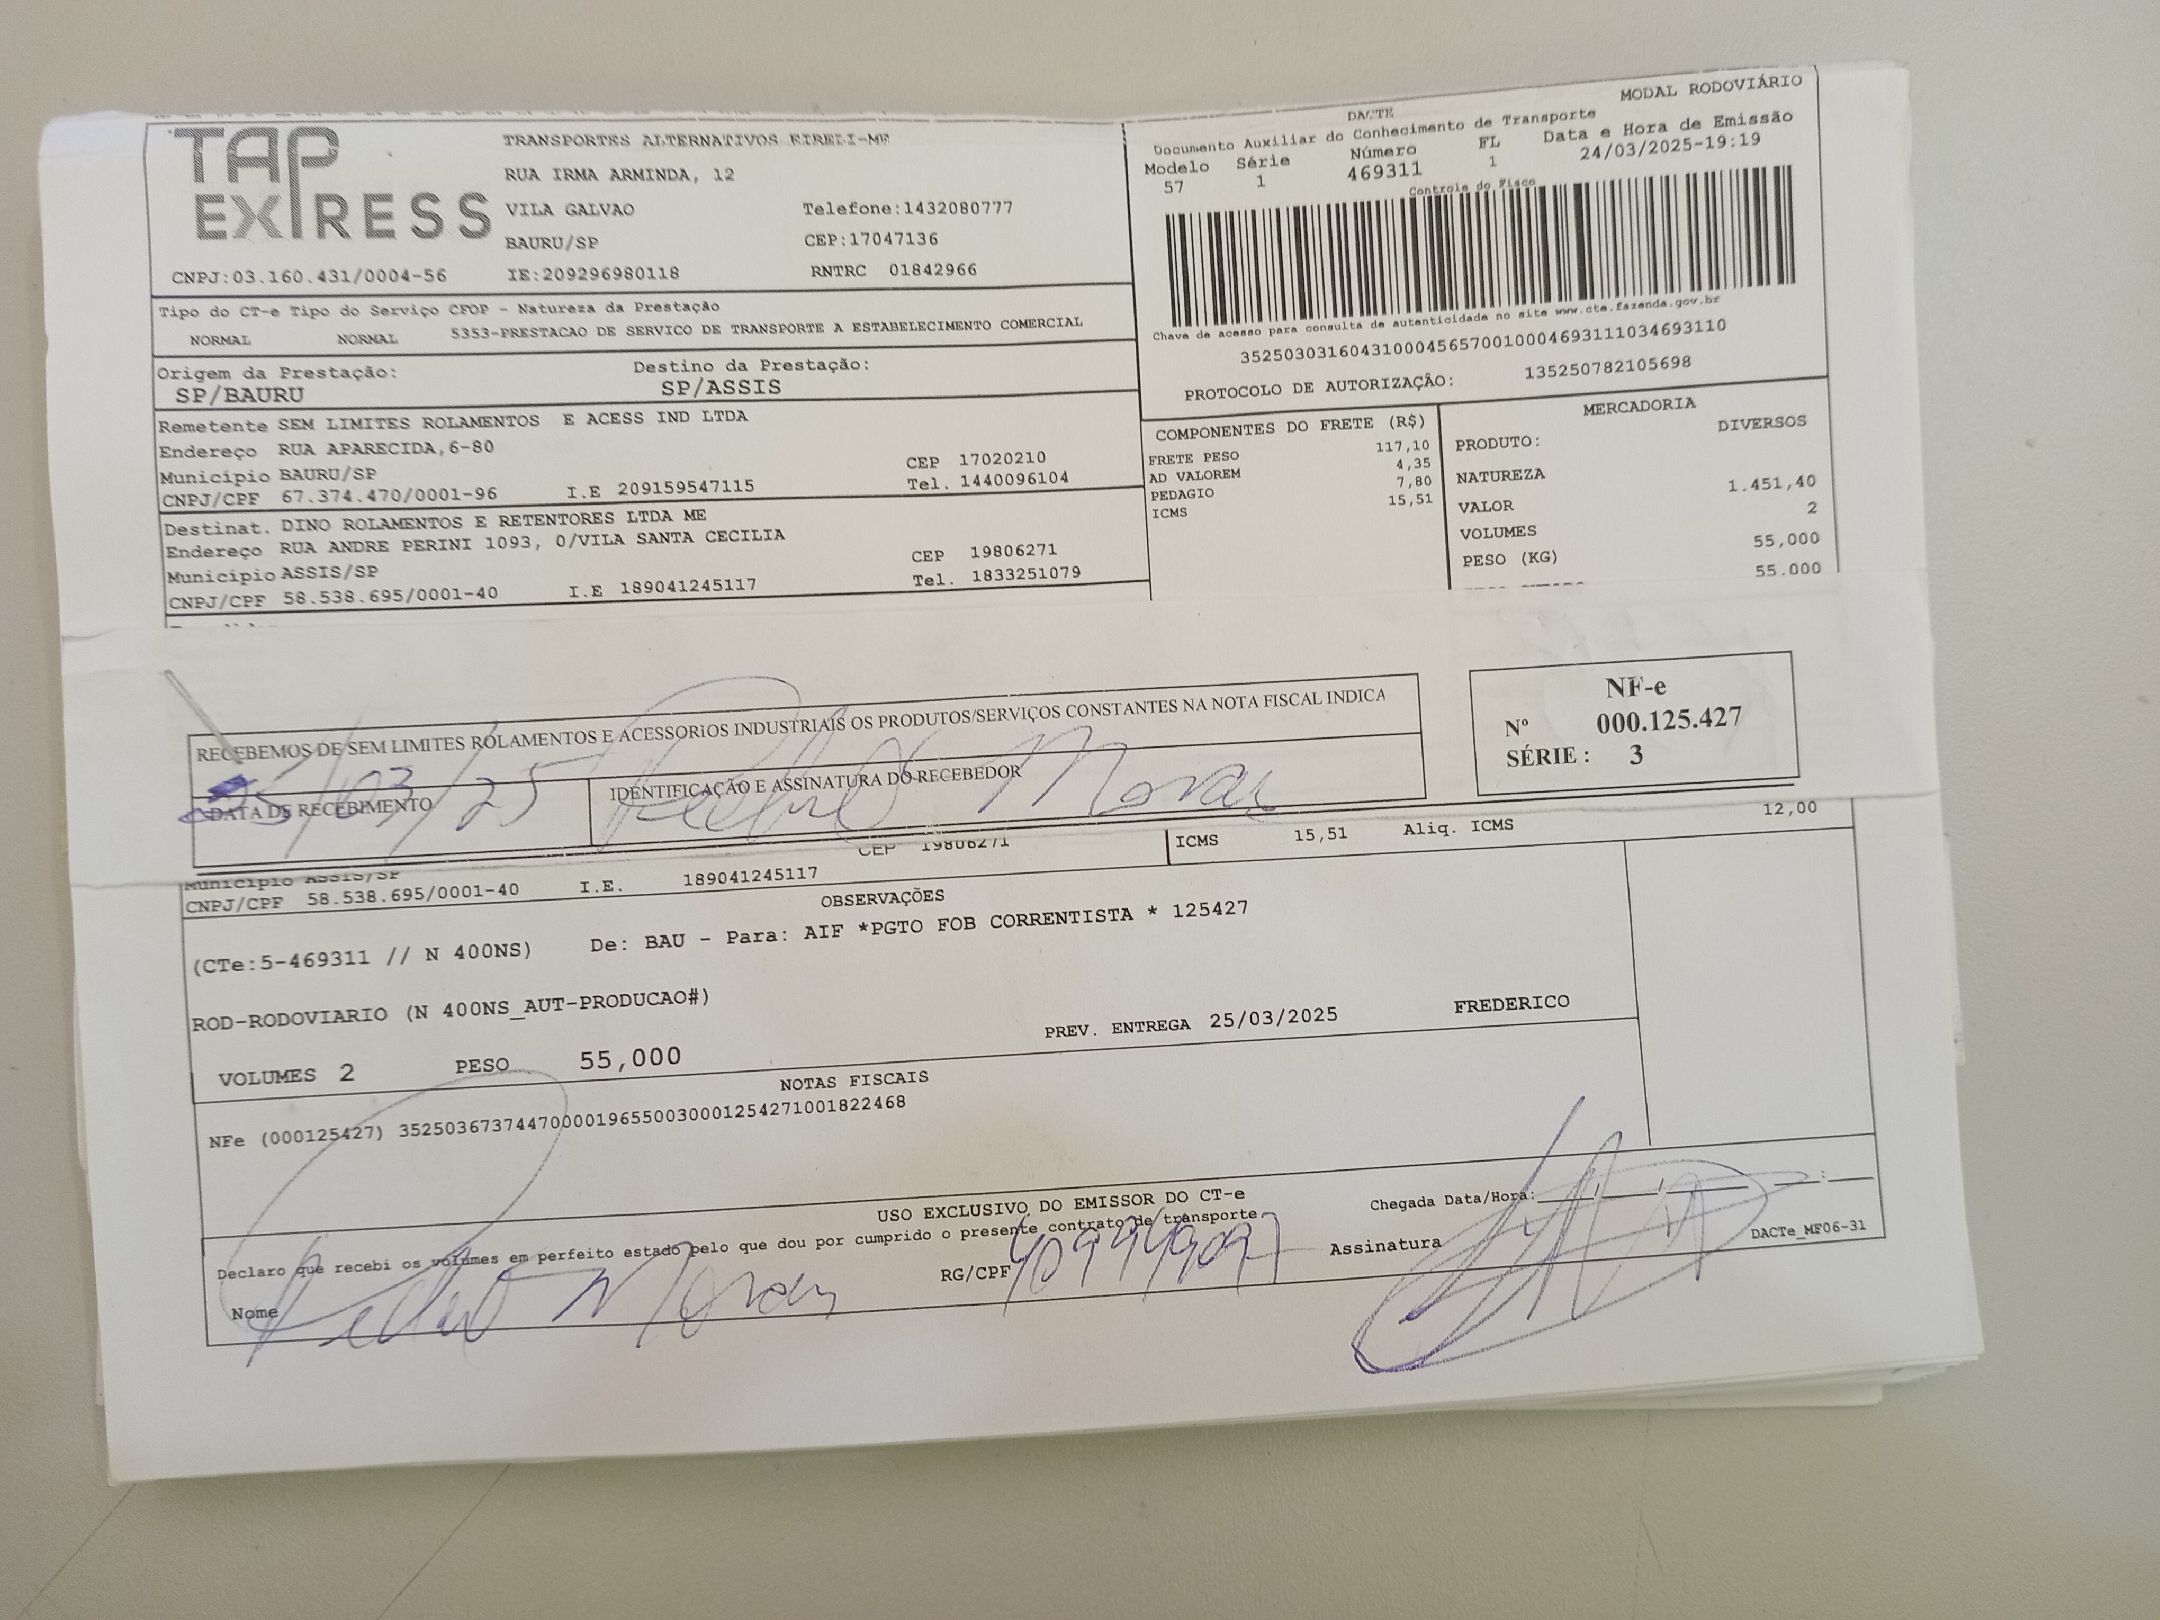 TAP EXPRESS
TRANSPORTES ALTERNATIVOS EIRELI-ME
RUA IRMA ARMINDA, 12
VILA GALVAO Telefone:1432080777
BAURU/SP CEP:17047136
CNPJ:03.160.431/0004-56 IE:209296980118 RNTRC 01842966
MODAL RODOVIÁRIO
DACTE
Documento Auxiliar do Conhecimento de Transporte
Modelo Série Número FL Data e Hora de Emissão
57 1 469311 1 24/03/2025-19:19
Controle do Fisco
Chave de acesso para consulta de autenticidade no site www.cte.fazenda.gov.br
35250303160431000456570010004693111034693110
PROTOCOLO DE AUTORIZAÇÃO: 135250782105698
Tipo do CT-e Tipo do Serviço CFOP - Natureza da Prestação
NORMAL NORMAL 5353-PRESTACAO DE SERVICO DE TRANSPORTE A ESTABELECIMENTO COMERCIAL
Origem da Prestação: Destino da Prestação:
SP/BAURU SP/ASSIS
Remetente SEM LIMITES ROLAMENTOS E ACESS IND LTDA
Endereço RUA APARECIDA,6-80
Município BAURU/SP CEP 17020210
CNPJ/CPF 67.374.470/0001-96 I.E 209159547115 Tel. 1440096104
Destinat. DINO ROLAMENTOS E RETENTORES LTDA ME
Endereço RUA ANDRE PERINI 1093, 0/VILA SANTA CECILIA
Município ASSIS/SP CEP 19806271
CNPJ/CPF 58.538.695/0001-40 I.E 189041245117 Tel. 1833251079
COMPONENTES DO FRETE (R$)
FRETE PESO 117,10
AD VALOREM 4,35
PEDAGIO 7,80
ICMS 15,51
MERCADORIA
PRODUTO: DIVERSOS
NATUREZA
VALOR 1.451,40
VOLUMES 2
PESO (KG) 55,000
55.000
RECEBEMOS DE SEM LIMITES ROLAMENTOS E ACESSORIOS INDUSTRIAIS OS PRODUTOS/SERVIÇOS CONSTANTES NA NOTA FISCAL INDICA
DATA DE RECEBIMENTO IDENTIFICAÇÃO E ASSINATURA DO RECEBEDOR
/03/25
NF-e
Nº 000.125.427
SÉRIE : 3
CEP 19806271 ICMS 15,51 Aliq. ICMS 12,00
Município ASSIS/SP
CNPJ/CPF 58.538.695/0001-40 I.E. 189041245117
OBSERVAÇÕES
(CTe:5-469311 // N 400NS) De: BAU - Para: AIF *PGTO FOB CORRENTISTA * 125427
ROD-RODOVIARIO (N 400NS_AUT-PRODUCAO#)
PREV. ENTREGA 25/03/2025 FREDERICO
VOLUMES 2 PESO 55,000
NOTAS FISCAIS
NFe (000125427) 35250367374470000196550030001254271001822468
USO EXCLUSIVO DO EMISSOR DO CT-e
Declaro que recebi os volumes em perfeito estado pelo que dou por cumprido o presente contrato de transporte
Chegada Data/Hora:____/____/____ ___:___
Nome RG/CPF Assinatura
DACTe_MF06-31